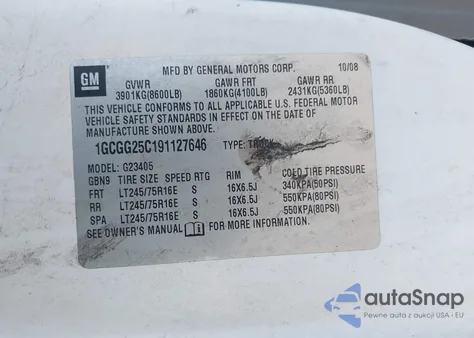 GM
MFD BY GENERAL MOTORS CORP. 10/08
GVWR GAWR FRT GAWR RR
3901KG(8600LB) 1860KG(4100LB) 2431KG(5360LB)
THIS VEHICLE CONFORMS TO ALL APPLICABLE U.S. FEDERAL MOTOR
VEHICLE SAFETY STANDARDS IN EFFECT ON THE DATE OF
MANUFACTURE SHOWN ABOVE.
1GCGG25C191127646 TYPE: TRUCK
MODEL: G23405
GBN9 TIRE SIZE SPEED RTG RIM COLD TIRE PRESSURE
FRT LT245/75R16E S 16X6.5J 340KPA(50PSI)
RR LT245/75R16E S 16X6.5J 550KPA(80PSI)
SPA LT245/75R16E S 16X6.5J 550KPA(80PSI)
SEE OWNER'S MANUAL FOR MORE INFORMATION.
autoSnap
Pewne auta z aukcji USA i EU